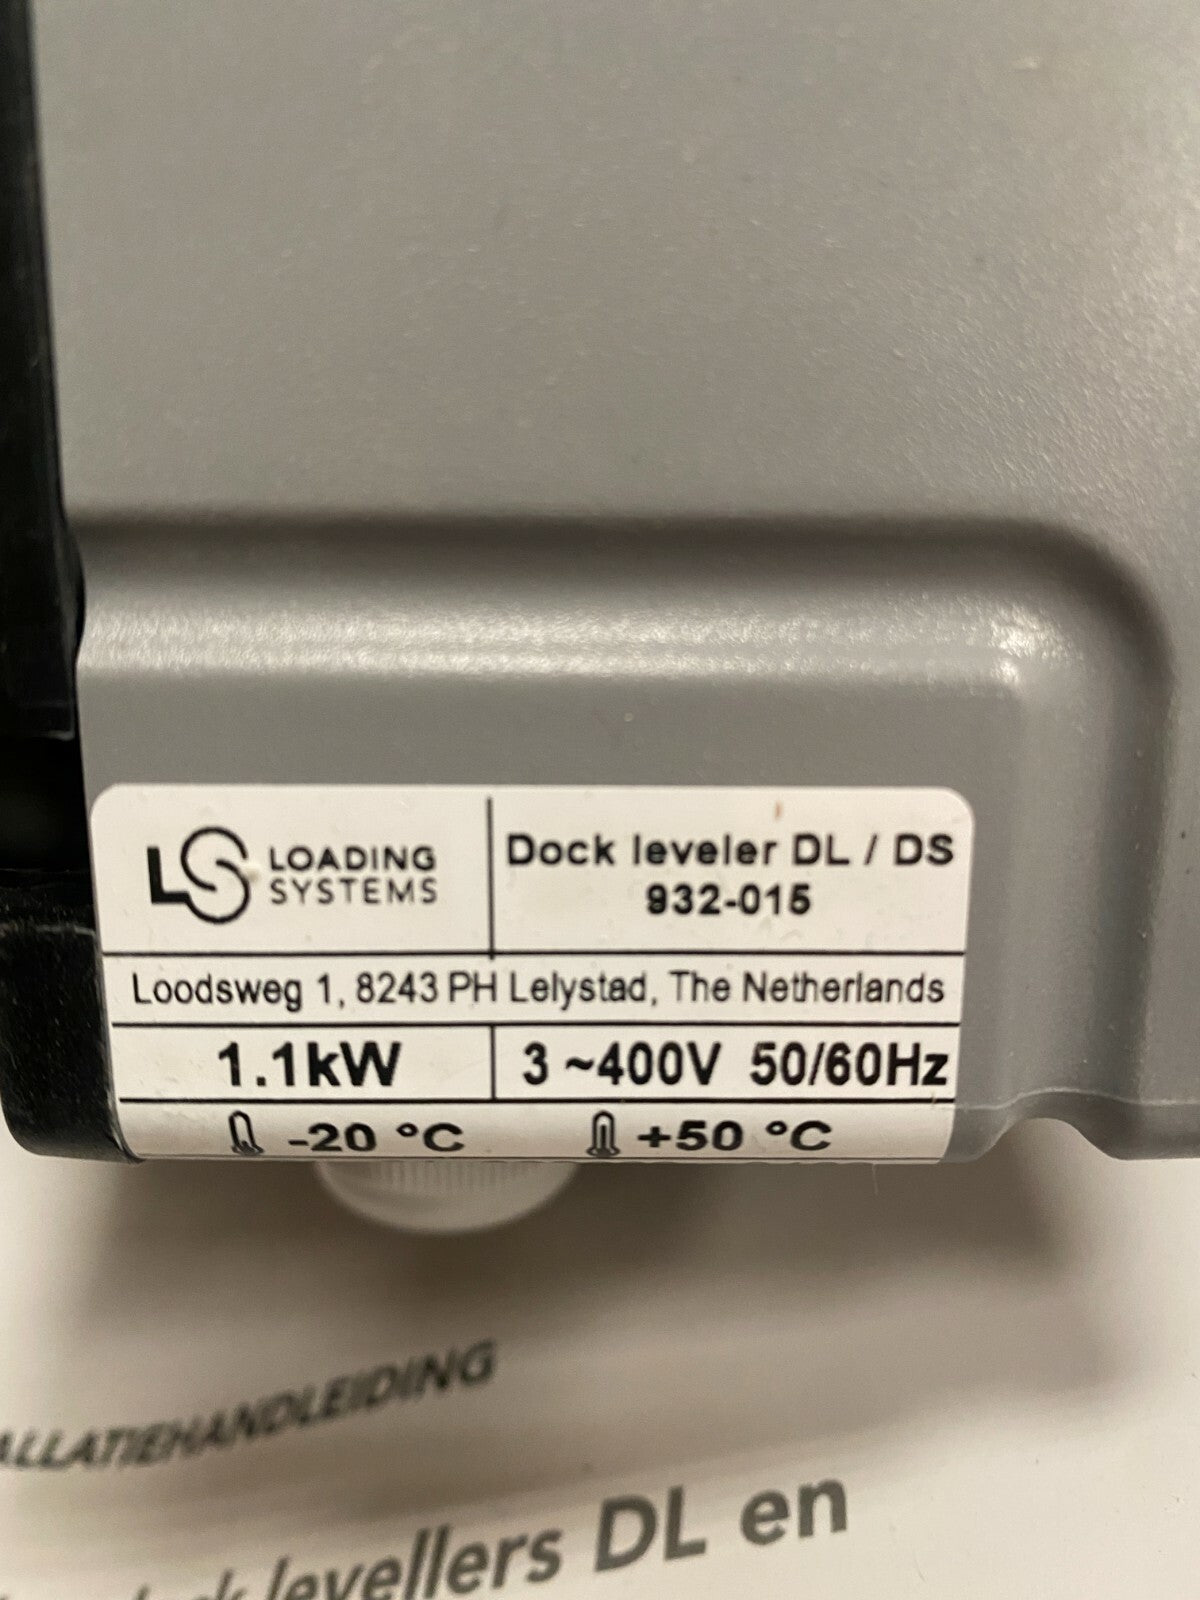 LS LOADING SYSTEMS
Dock leveler DL / DS
932-015
Loodsweg 1, 8243 PH Lelystad, The Netherlands
1.1kW
3 ~400V 50/60Hz
-20 °C
+50 °C
ALLATIEHANDLEIDING
levellers DL en